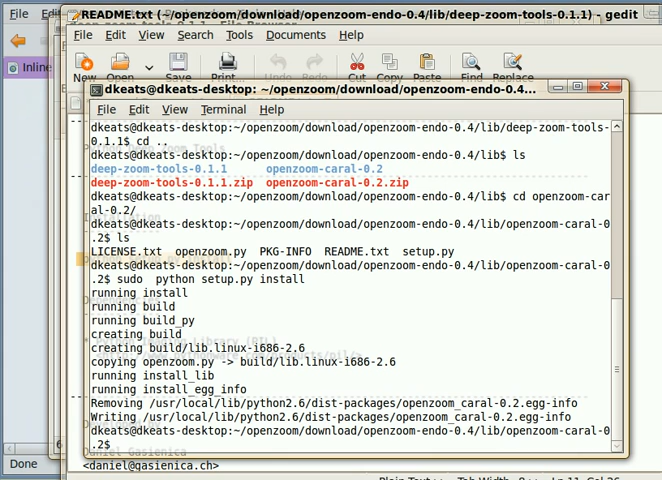 File
README.txt (~/openzoom/download/openzoom-endo-0.4/lib/deep-zoom-tools-0.1.1) - gedit
File Edit View Search Tools Documents Help
New Open Save Print... Undo Redo Cut Copy Paste Find Replace
Inline
dkeats@dkeats-desktop: ~/openzoom/download/openzoom-endo-0.4...
File Edit View Terminal Help
dkeats@dkeats-desktop:~/openzoom/download/openzoom-endo-0.4/lib/deep-zoom-tools-
0.1.1$ cd ..
dkeats@dkeats-desktop:~/openzoom/download/openzoom-endo-0.4/lib$ ls
deep-zoom-tools-0.1.1 openzoom-caral-0.2
deep-zoom-tools-0.1.1.zip openzoom-caral-0.2.zip
dkeats@dkeats-desktop:~/openzoom/download/openzoom-endo-0.4/lib$ cd openzoom-car
al-0.2/
dkeats@dkeats-desktop:~/openzoom/download/openzoom-endo-0.4/lib/openzoom-caral-0
.2$ ls
LICENSE.txt openzoom.py PKG-INFO README.txt setup.py
dkeats@dkeats-desktop:~/openzoom/download/openzoom-endo-0.4/lib/openzoom-caral-0
.2$ sudo python setup.py install
running install
running build
running build_py
creating build
creating build/lib.linux-i686-2.6
copying openzoom.py -> build/lib.linux-i686-2.6
running install_lib
running install_egg_info
Removing /usr/local/lib/python2.6/dist-packages/openzoom_caral-0.2.egg-info
Writing /usr/local/lib/python2.6/dist-packages/openzoom_caral-0.2.egg-info
dkeats@dkeats-desktop:~/openzoom/download/openzoom-endo-0.4/lib/openzoom-caral-0
.2$
Daniel Gasienica
<daniel@gasienica.ch>
Done